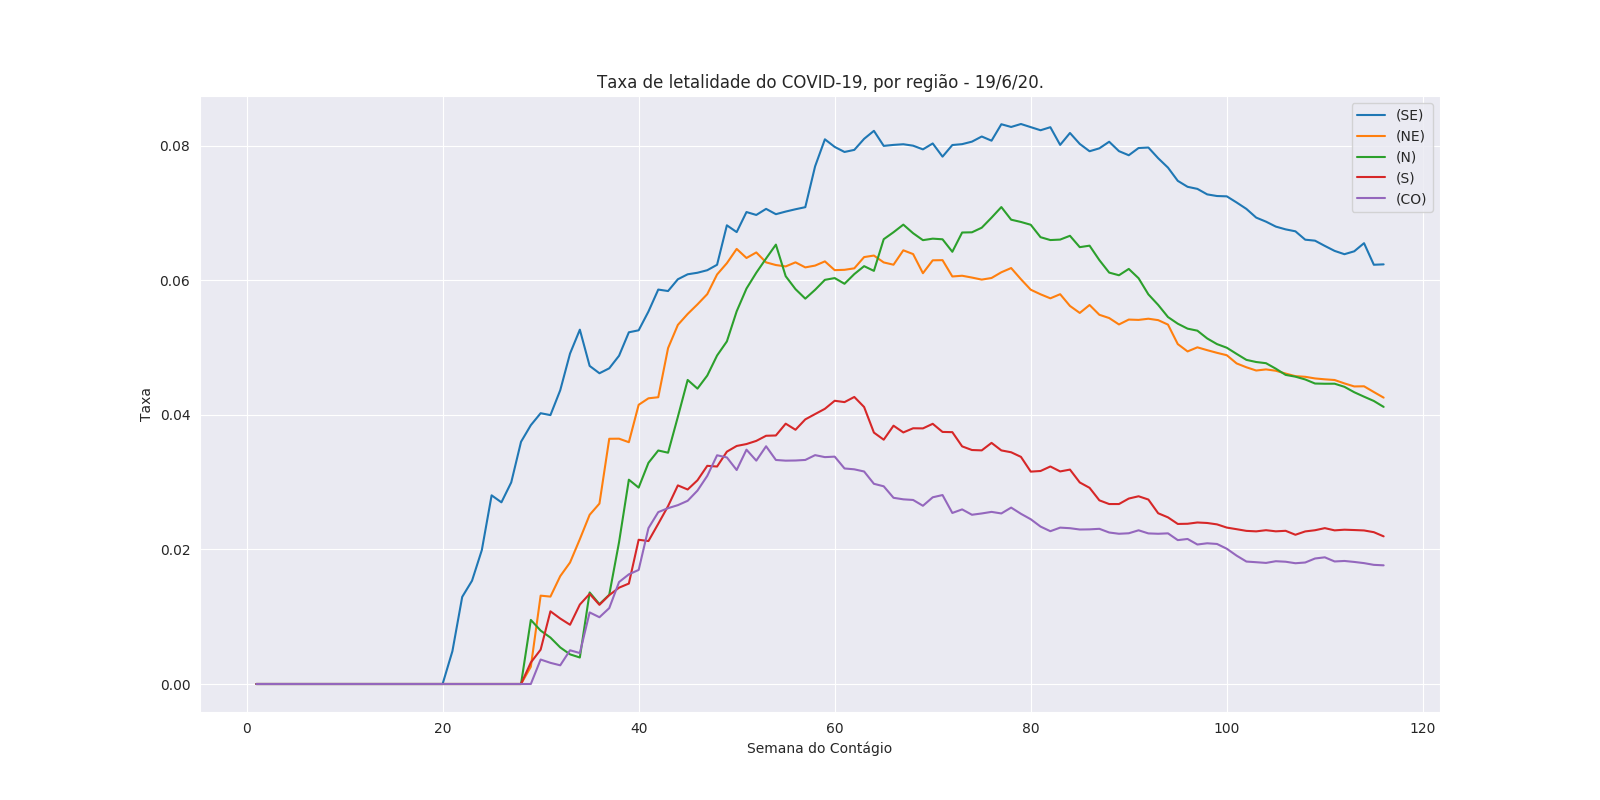 Taxa de letalidade do COVID-19, por região - 19/6/20.
(SE)
(NE)
(N)
(S)
(CO)
0.08
0.06
0.04
0.02
0.00
Taxa
0 20 40 60 80 100 120
Semana do Contágio